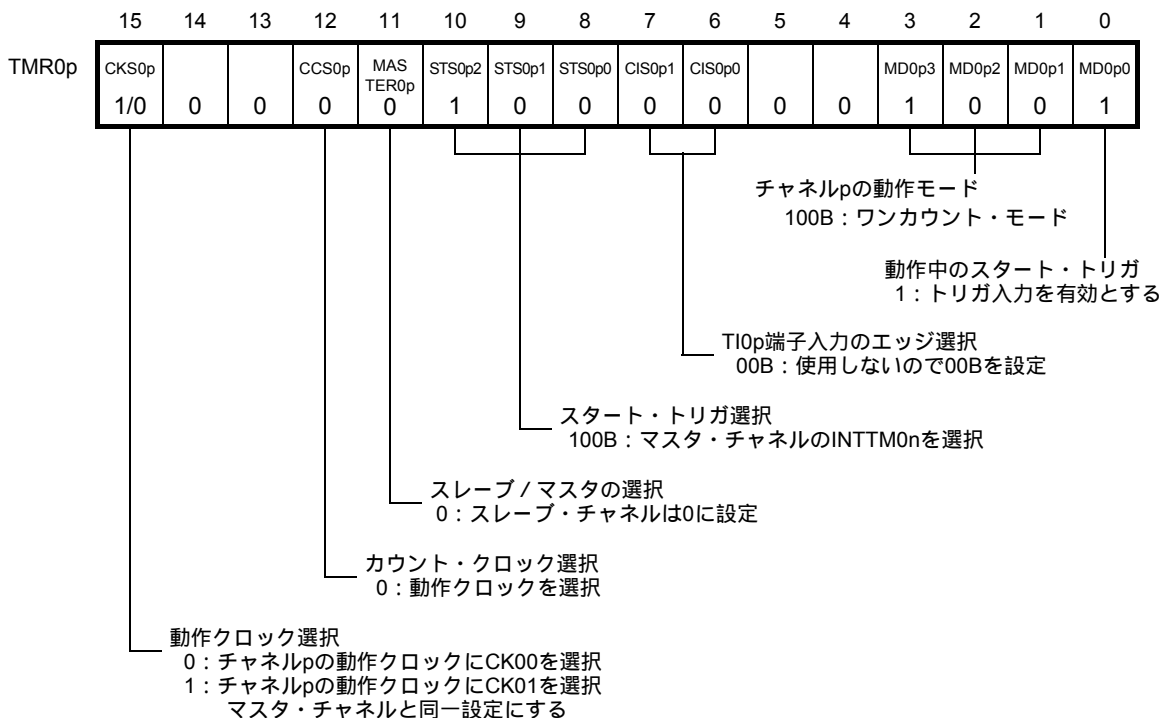 15 14 13 12 11 10 9 8 7 6 5 4 3 2 1 0
TMR0p
CKS0p CCS0p MAS STS0p2 STS0p1 STS0p0 CIS0p1 CIS0p0 MD0p3 MD0p2 MD0p1 MD0p0
TER0p
1/0 0 0 0 0 1 0 0 0 0 0 0 1 0 0 1
チャネルpの動作モード
100B：ワンカウント・モード
動作中のスタート・トリガ
1：トリガ入力を有効とする
TI0p端子入力のエッジ選択
00B：使用しないので00Bを設定
スタート・トリガ選択
100B：マスタ・チャネルのINTTM0nを選択
スレーブ／マスタの選択
0：スレーブ・チャネルは0に設定
カウント・クロック選択
0：動作クロックを選択
動作クロック選択
0：チャネルpの動作クロックにCK00を選択
1：チャネルpの動作クロックにCK01を選択
マスタ・チャネルと同一設定にする